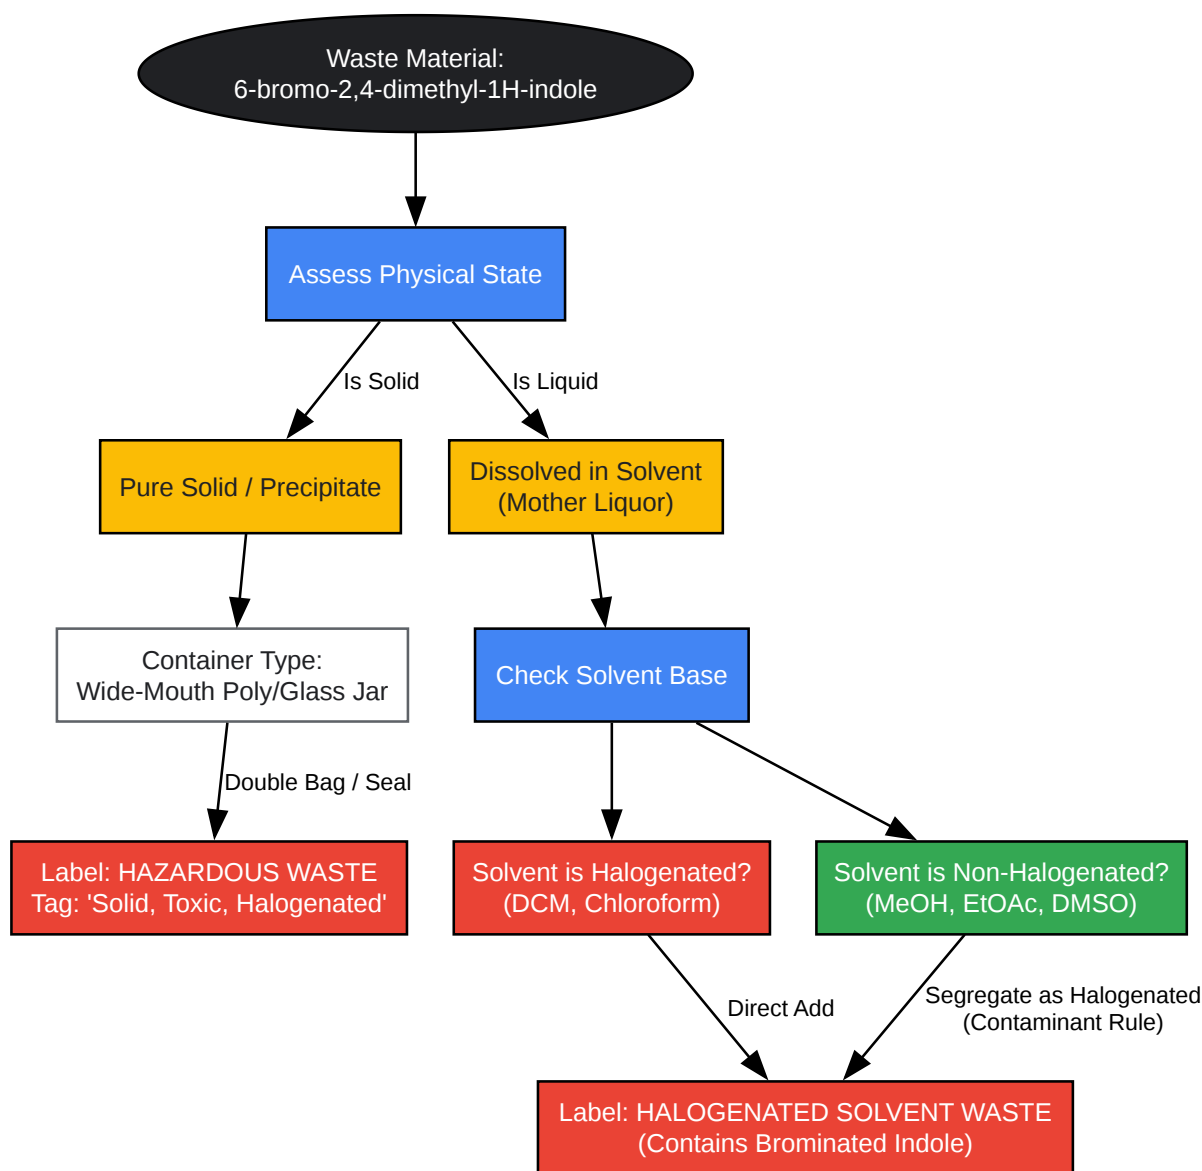 Waste Material:
6-bromo-2,4-dimethyl-1H-indole
Assess Physical State
Is Solid
Is Liquid
Pure Solid / Precipitate
Dissolved in Solvent
(Mother Liquor)
Container Type:
Wide-Mouth Poly/Glass Jar
Check Solvent Base
Double Bag / Seal
Label: HAZARDOUS WASTE
Tag: 'Solid, Toxic, Halogenated'
Solvent is Halogenated?
(DCM, Chloroform)
Solvent is Non-Halogenated?
(MeOH, EtOAc, DMSO)
Direct Add
Segregate as Halogenated
(Contaminant Rule)
Label: HALOGENATED SOLVENT WASTE
(Contains Brominated Indole)